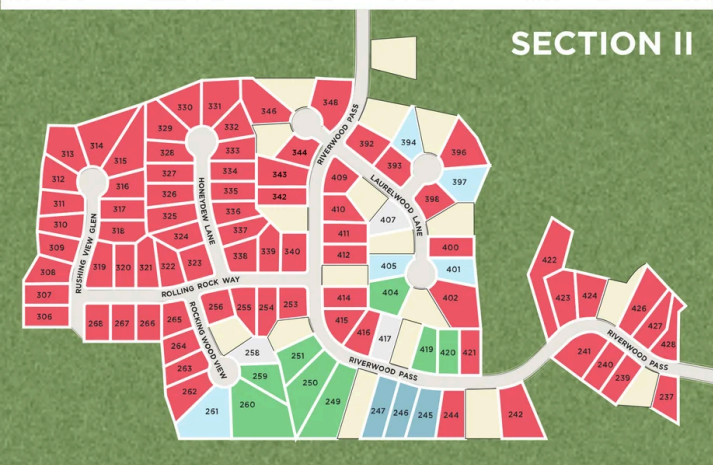 SECTION II
330 331 346 348
329 332
328 333 344
327 334 343
326 335 342
325 336
324 337
323 338 339 340
322
321
320
319
313 314 315
312 316
311 317
310 318
309
308
307
306
RUSHING VIEW GLEN
HONEYDEW LANE
ROLLING ROCK WAY
ROCKING WOOD VIEW
RIVERWOOD PASS
LAURELWOOD LANE
392 394 396
393 397
398
409
410 407
411 400
412 405 401
414 404 402
415 416 417 419 420 421
268 267 266 265 256 255 254 253
264 258 251
263 259 250
262 260 249
261
RIVERWOOD PASS
247 246 245 244 242
422
423 424 426
427
428
241
240
239
237
RIVERWOOD PASS